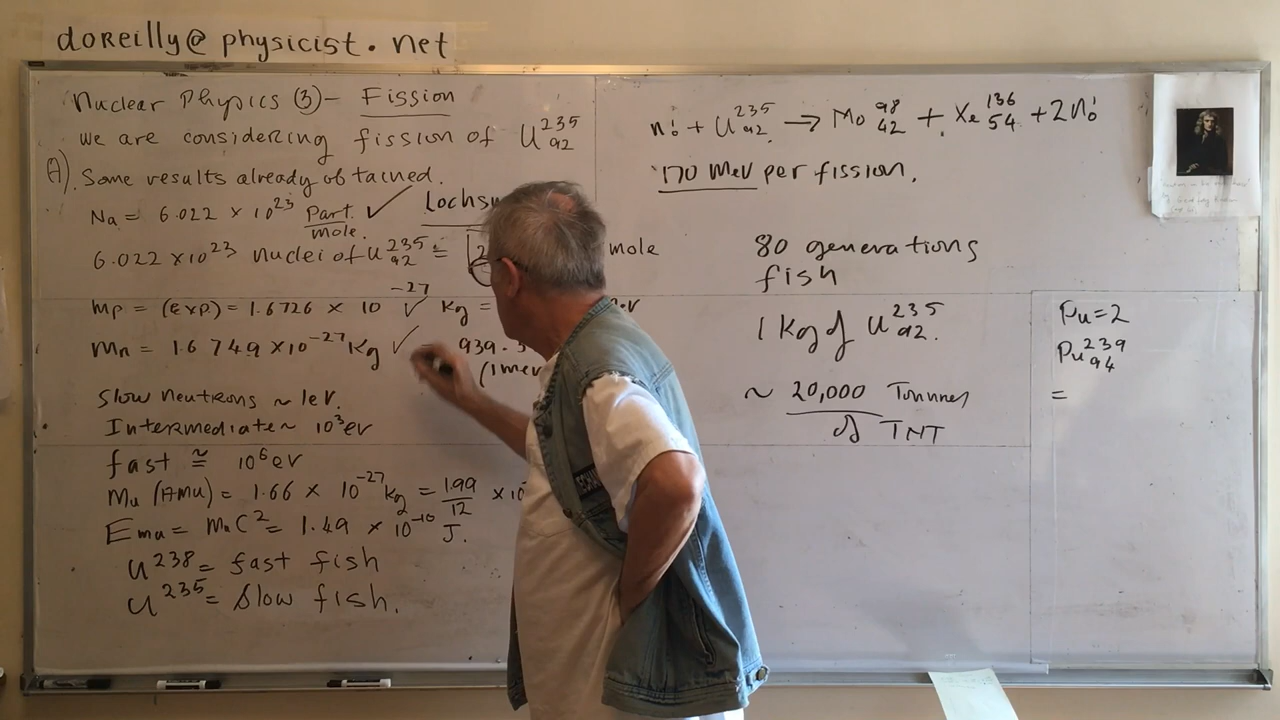 doreilly@physicist.net
Nuclear Physics (3) - Fission
we are considering fission of U 235 92
(A). Some results already obtained.
Na = 6.022 x 10^23 Part. / mole. ✓ Lochs
6.022 x 10^23 nuclei of U 235 92 ≅ mole
Mp = (Exp) = 1.6726 x 10^-27 ✓ Kg =
Mn = 1.6749 x 10^-27 Kg ✓ 939.
(1 mev
Slow neutrons ~ 1ev.
Intermediate ~ 10^3 ev
fast ≅ 10^6 ev
Mu (AMU) = 1.66 x 10^-27 kg = 1.99/12 x 10
Emu = MuC^2 = 1.49 x 10^-10 J.
U^238 = fast fish
U^235 = slow fish.
n 1 0 + U 235 92 → Mo 98 42 + Xe 136 54 + 2n 1 0
170 Mev per fission.
80 generations
fish
1 Kg of U 235 92.
~ 20,000 Tonnes
of TNT
Pu = 2
Pu 239 94
=